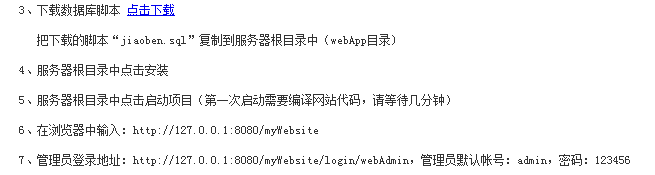 3、下载数据库脚本 点击下载
把下载的脚本“jiaoben.sql”复制到服务器根目录中（webApp目录）
4、服务器根目录中点击安装
5、服务器根目录中点击启动项目（第一次启动需要编译网站代码，请等待几分钟）
6、在浏览器中输入：http://127.0.0.1:8080/myWebsite
7、管理员登录地址：http://127.0.0.1:8080/myWebsite/login/webAdmin，管理员默认帐号：admin，密码：123456